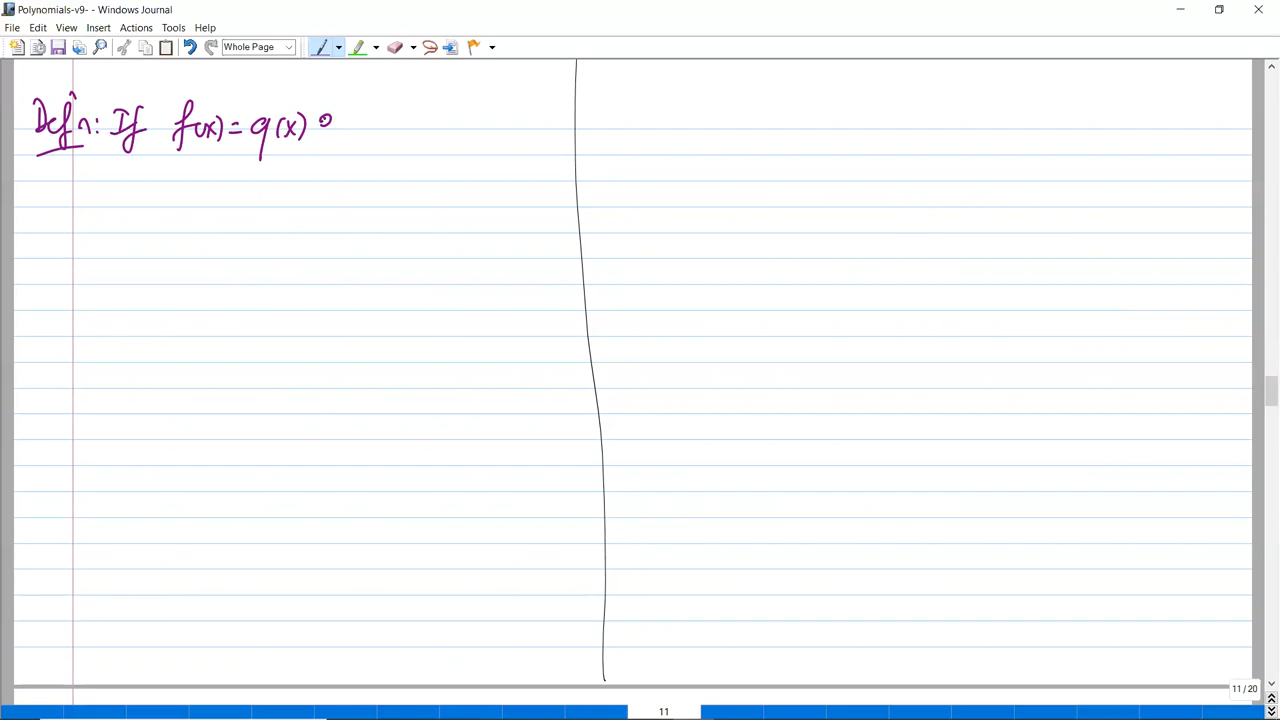 Polynomials-v9- - Windows Journal
File Edit View Insert Actions Tools Help
Whole Page
Defn: If f(x) = q(x)
11 / 20
11